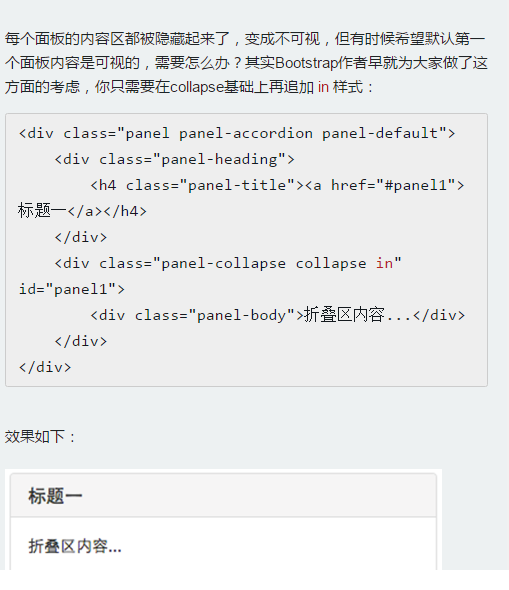 每个面板的内容区都被隐藏起来了，变成不可视，但有时候希望默认第一
个面板内容是可视的，需要怎么办？其实Bootstrap作者早就为大家做了这
方面的考虑，你只需要在collapse基础上再追加 in 样式：
<div class="panel panel-accordion panel-default">
    <div class="panel-heading">
        <h4 class="panel-title"><a href="#panel1">
标题一</a></h4>
    </div>
    <div class="panel-collapse collapse in"
id="panel1">
        <div class="panel-body">折叠区内容...</div>
    </div>
</div>
效果如下：
标题一
折叠区内容...